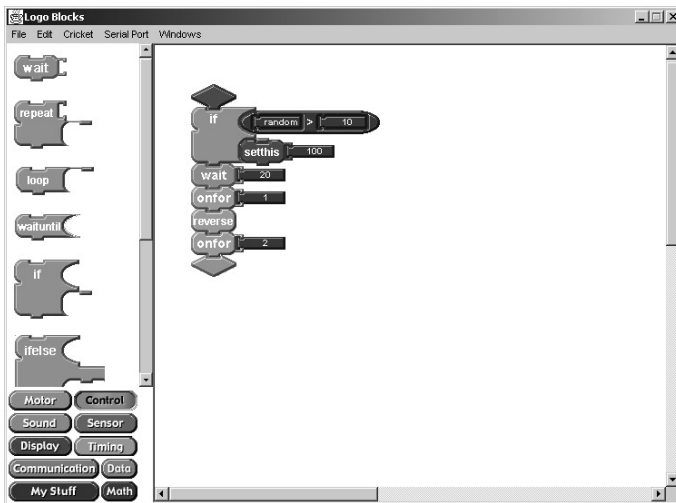 Logo Blocks
File Edit Cricket Serial Port Windows
wait
repeat
loop
waituntil
if
ifelse
Motor Control
Sound Sensor
Display Timing
Communication Data
My Stuff Math
if random > 10
setthis 100
wait 20
onfor 1
reverse
onfor 2